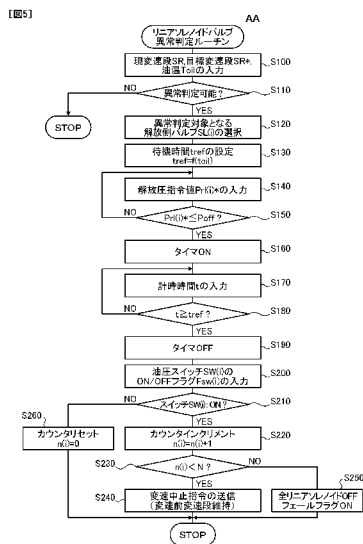 [図5]
AA
リニアソレノイドバルブ
異常判定ルーチン
現変速段SR,目標変速段SR*,
油温Toilの入力
S100
異常判定可能?
S110
NO
YES
STOP
異常判定対象となる
解放側バルブSL(i)の選択
S120
待機時間trefの設定
tref=f(toil)
S130
解放圧指令値Prl(i)*の入力
S140
Prl(i)*≦Poff?
S150
NO
YES
タイマON
S160
計時時間tの入力
S170
t≧tref?
S180
NO
YES
タイマOFF
S190
油圧スイッチSW(i)の
ON/OFFフラグFsw(i)の入力
S200
スイッチSW(i):ON?
S210
NO
YES
S260
カウンタリセット
n(i)=0
カウンタインクリメント
n(i)=n(i)+1
S220
S230
n(i)<N?
NO
YES
S240
変速中止指令の送信
(変速前変速段維持)
S250
全リニアソレノイドOFF
フェールフラグON
STOP